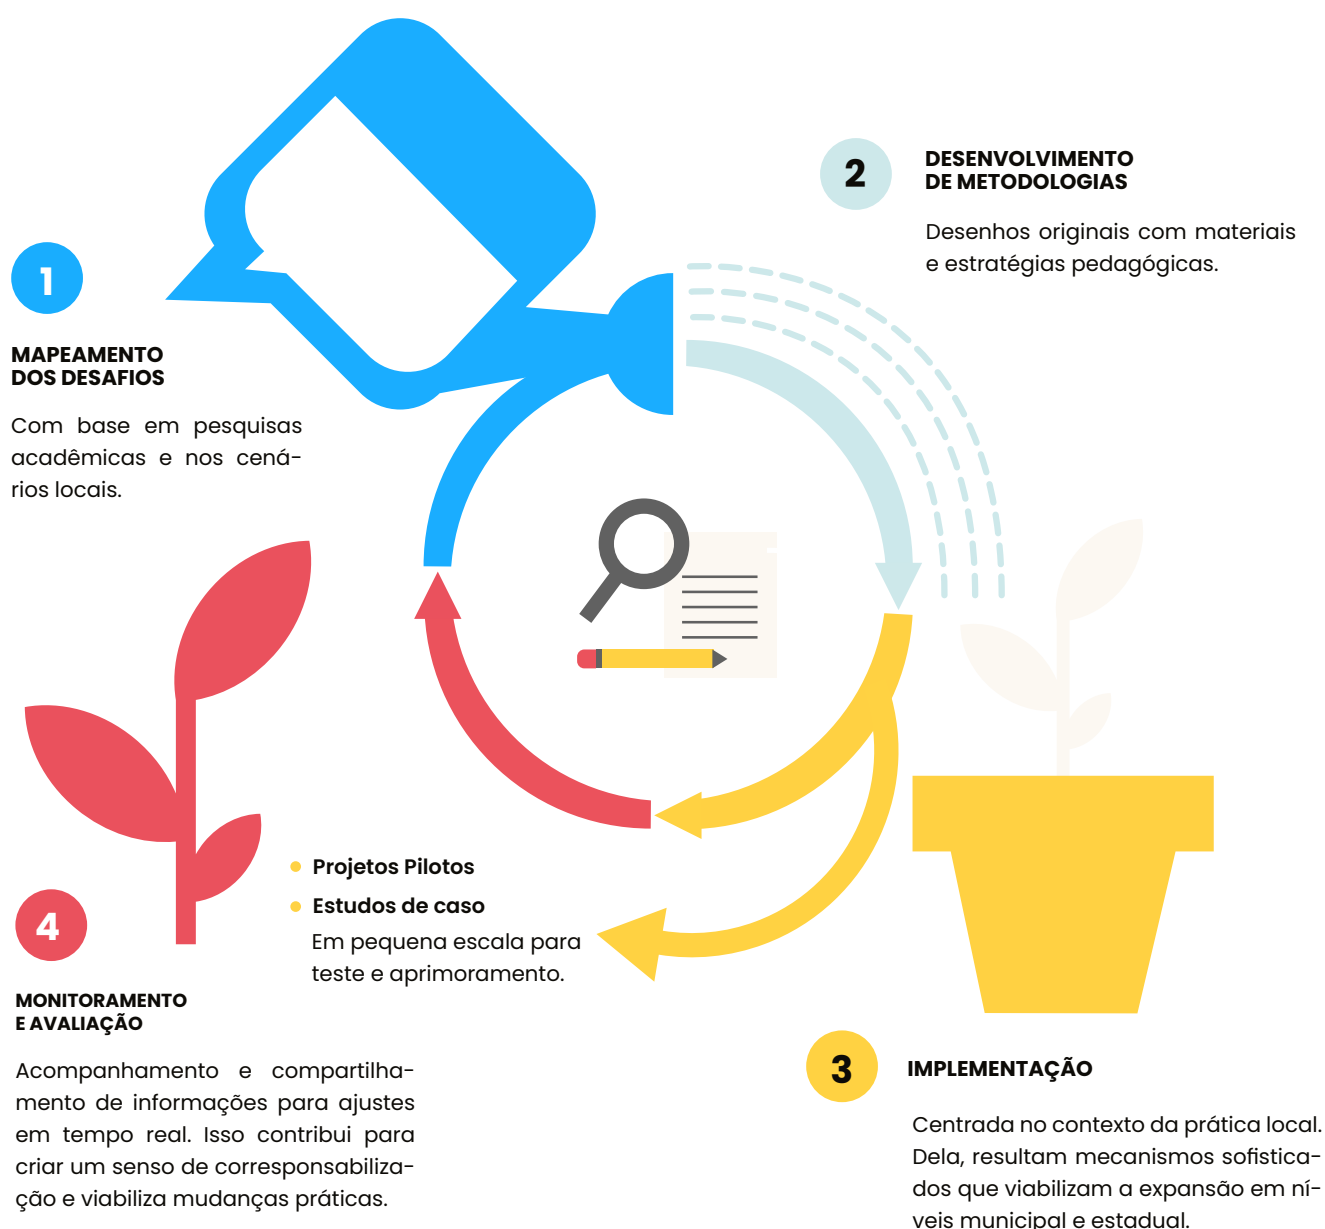 1
MAPEAMENTO
DOS DESAFIOS
Com base em pesquisas
acadêmicas e nos cená-
rios locais.
2
DESENVOLVIMENTO
DE METODOLOGIAS
Desenhos originais com materiais
e estratégias pedagógicas.
3
IMPLEMENTAÇÃO
Centrada no contexto da prática local.
Dela, resultam mecanismos sofistica-
dos que viabilizam a expansão em ní-
veis municipal e estadual.
Projetos Pilotos
Estudos de caso
Em pequena escala para
teste e aprimoramento.
4
MONITORAMENTO
E AVALIAÇÃO
Acompanhamento e compartilha-
mento de informações para ajustes
em tempo real. Isso contribui para
criar um senso de corresponsabiliza-
ção e viabiliza mudanças práticas.